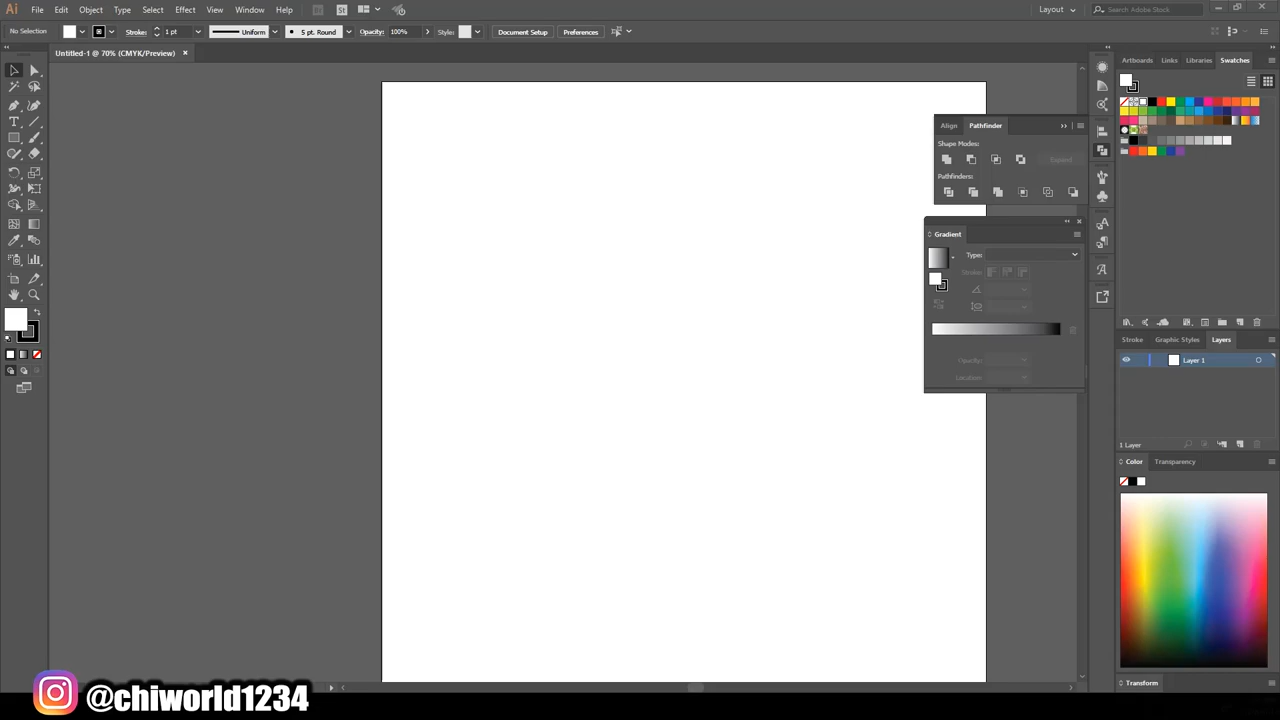 Ai File Edit Object Type Select Effect View Window Help Br St Layout Search Adobe Stock
No Selection Stroke: 1 pt Uniform 5 pt. Round Opacity: 100% Style: Document Setup Preferences
Untitled-1 @ 70% (CMYK/Preview)
Artboards Links Libraries Swatches
Align Pathfinder
Shape Modes:
Expand
Pathfinders:
Gradient
Type:
Stroke:
Opacity:
Location:
Stroke Graphic Styles Layers
Layer 1
1 Layer
Color Transparency
Transform
@chiworld1234